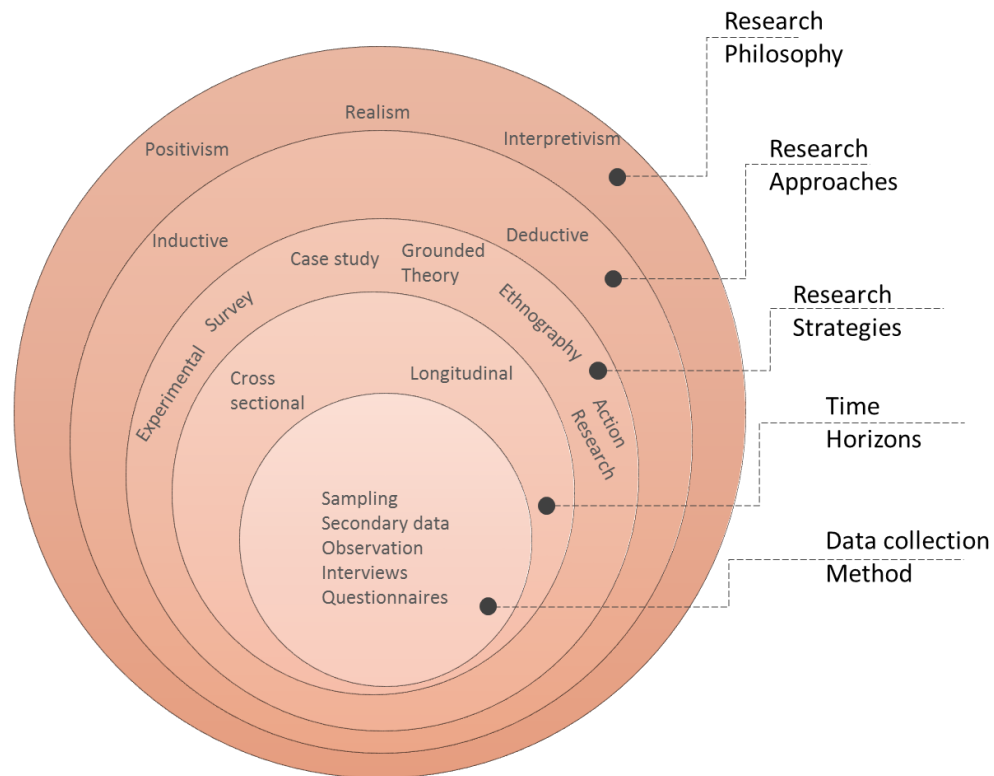 Research
Philosophy
Realism
Positivism
Interpretivism
Research
Approaches
Inductive
Deductive
Case study
Grounded
Theory
Survey
Ethnography
Experimental
Research
Strategies
Cross
sectional
Longitudinal
Action
Research
Time
Horizons
Sampling
Secondary data
Observation
Interviews
Questionnaires
Data collection
Method